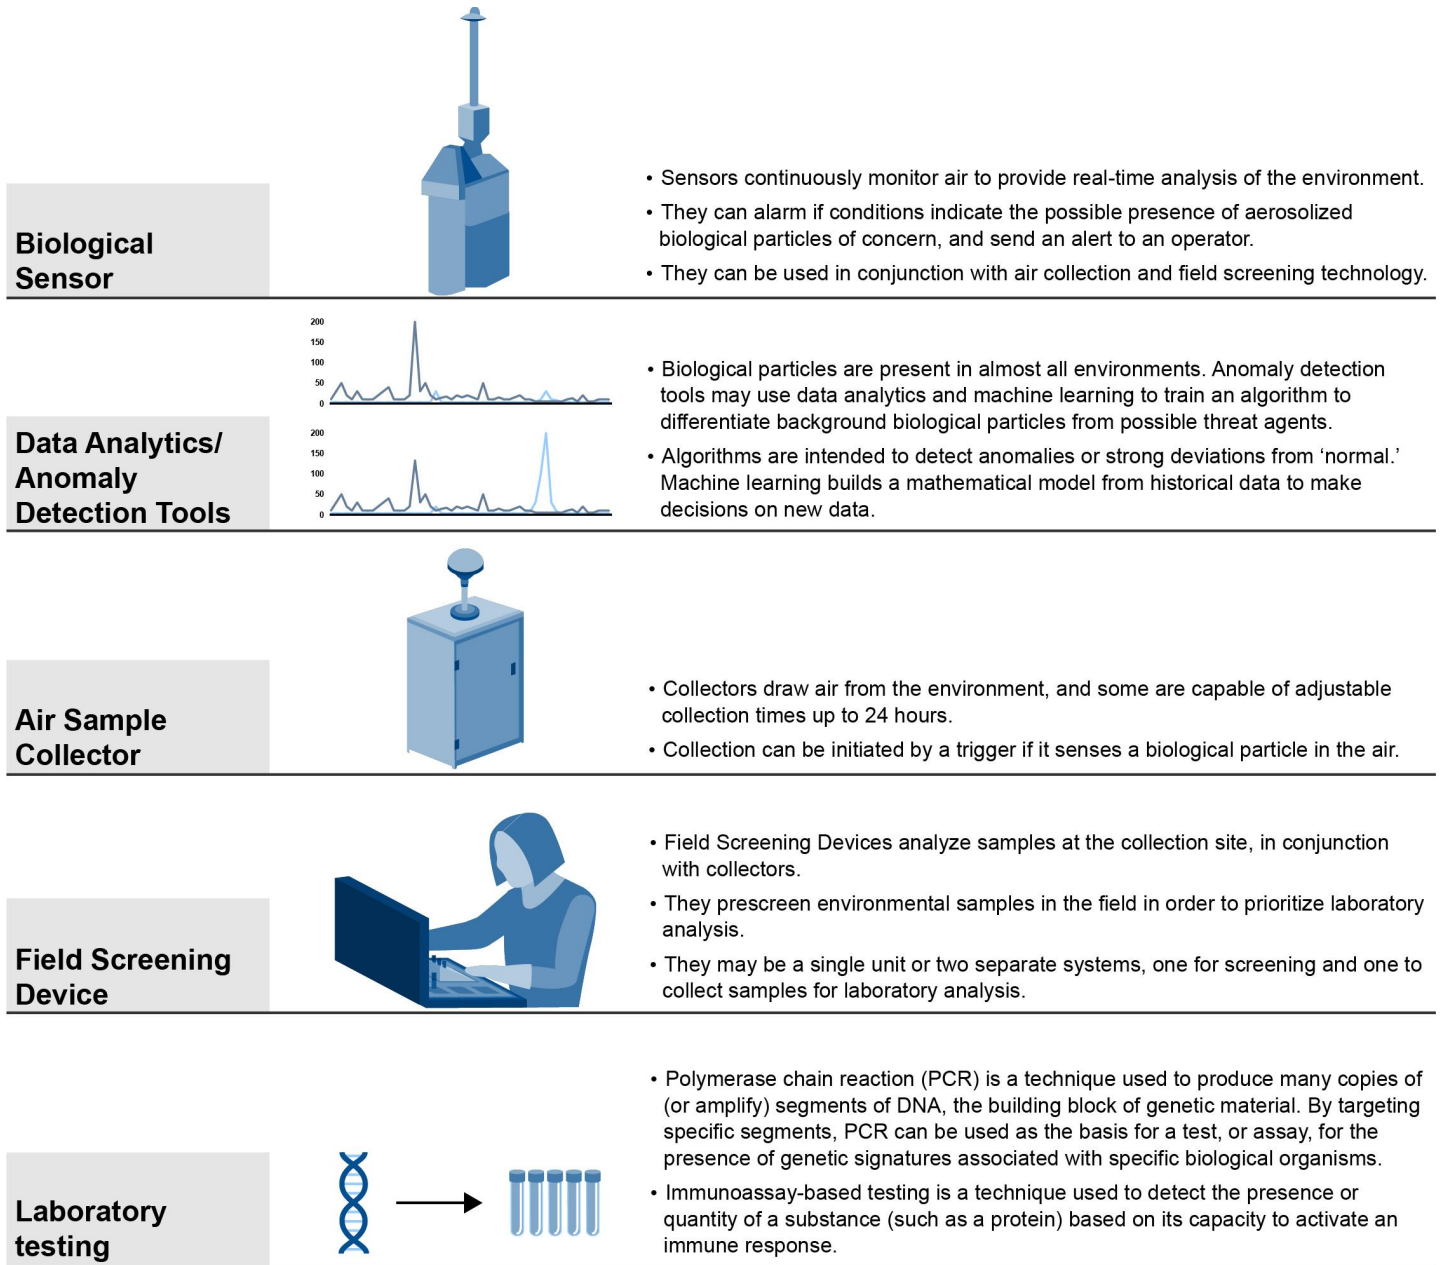 Biological
Sensor
• Sensors continuously monitor air to provide real-time analysis of the environment.
• They can alarm if conditions indicate the possible presence of aerosolized
biological particles of concern, and send an alert to an operator.
• They can be used in conjunction with air collection and field screening technology.
Data Analytics/
Anomaly
Detection Tools
200
150
100
50
0
200
150
100
50
0
• Biological particles are present in almost all environments. Anomaly detection
tools may use data analytics and machine learning to train an algorithm to
differentiate background biological particles from possible threat agents.
• Algorithms are intended to detect anomalies or strong deviations from ‘normal.’
Machine learning builds a mathematical model from historical data to make
decisions on new data.
Air Sample
Collector
• Collectors draw air from the environment, and some are capable of adjustable
collection times up to 24 hours.
• Collection can be initiated by a trigger if it senses a biological particle in the air.
Field Screening
Device
• Field Screening Devices analyze samples at the collection site, in conjunction
with collectors.
• They prescreen environmental samples in the field in order to prioritize laboratory
analysis.
• They may be a single unit or two separate systems, one for screening and one to
collect samples for laboratory analysis.
Laboratory
testing
• Polymerase chain reaction (PCR) is a technique used to produce many copies of
(or amplify) segments of DNA, the building block of genetic material. By targeting
specific segments, PCR can be used as the basis for a test, or assay, for the
presence of genetic signatures associated with specific biological organisms.
• Immunoassay-based testing is a technique used to detect the presence or
quantity of a substance (such as a protein) based on its capacity to activate an
immune response.